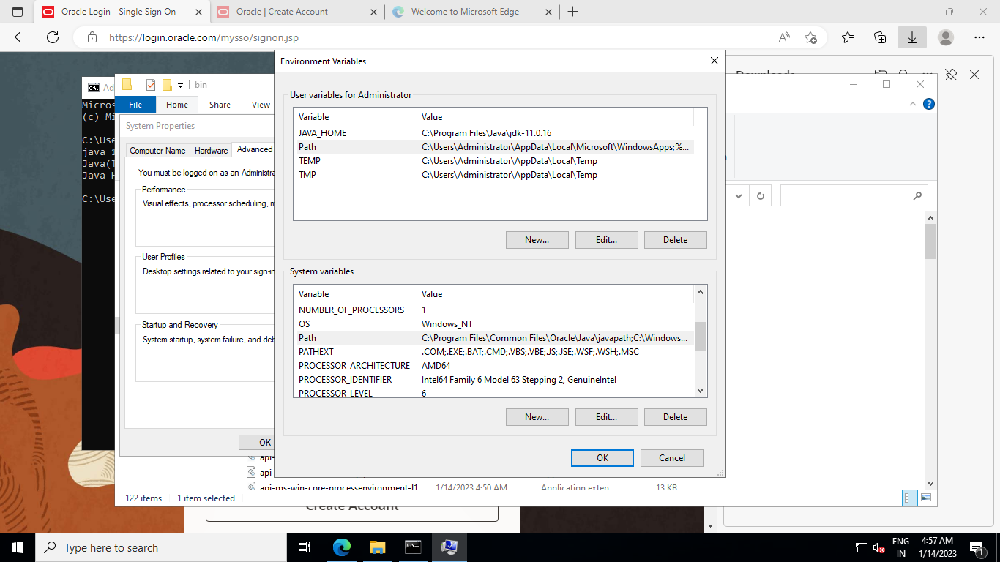 Oracle Login - Single Sign On
Oracle | Create Account
Welcome to Microsoft Edge
https://login.oracle.com/mysso/signon.jsp
Downloads
Environment Variables
bin
File Home Share View
Micros
(c) Mi
C:\Use
java 1
Java(T
Java H
C:\Use
System Properties
Computer Name Hardware Advanced
You must be logged on as an Administra
Performance
Visual effects, processor scheduling, m
User Profiles
Desktop settings related to your sign-in
Startup and Recovery
System startup, system failure, and deb
OK
User variables for Administrator
Variable Value
JAVA_HOME C:\Program Files\Java\jdk-11.0.16
Path C:\Users\Administrator\AppData\Local\Microsoft\WindowsApps;%...
TEMP C:\Users\Administrator\AppData\Local\Temp
TMP C:\Users\Administrator\AppData\Local\Temp
New... Edit... Delete
System variables
Variable Value
NUMBER_OF_PROCESSORS 1
OS Windows_NT
Path C:\Program Files\Common Files\Oracle\Java\javapath;C:\Windows...
PATHEXT .COM;.EXE;.BAT;.CMD;.VBS;.VBE;.JS;.JSE;.WSF;.WSH;.MSC
PROCESSOR_ARCHITECTURE AMD64
PROCESSOR_IDENTIFIER Intel64 Family 6 Model 63 Stepping 2, GenuineIntel
PROCESSOR_LEVEL 6
New... Edit... Delete
OK Cancel
api-
api-ms-win-core-processenvironment-l1 1/14/2023 4:50 AM Application exten 13 KB
122 items 1 item selected
Create Account
Type here to search
ENG
IN
4:57 AM
1/14/2023
1